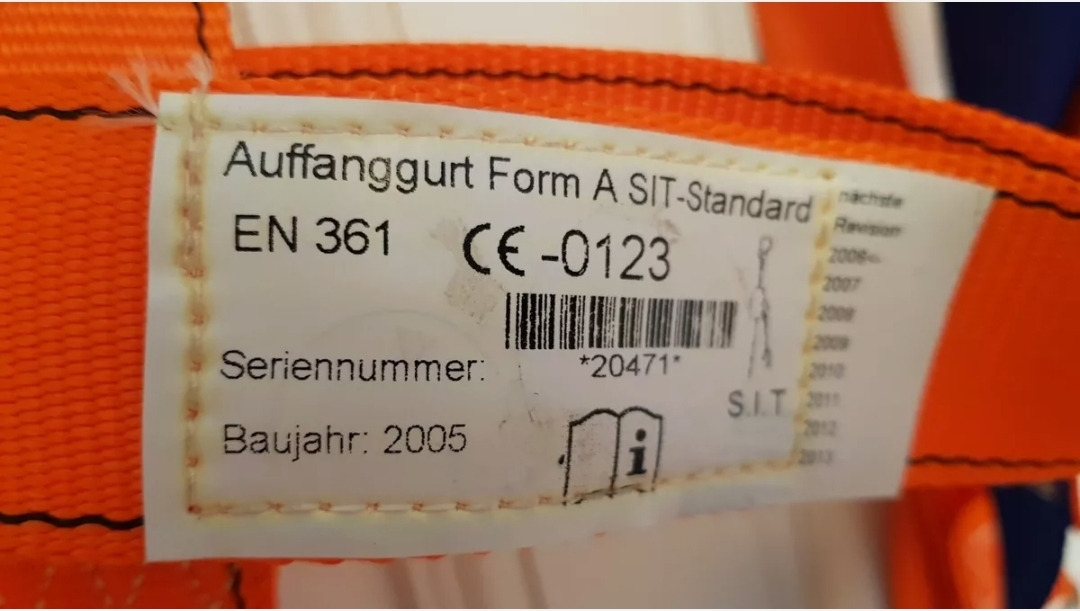 Auffanggurt Form A SIT-Standard
EN 361
CE -0123
Seriennummer:
*20471*
Baujahr: 2005
i
S.I.T
nächste
Revision
2006
2007
2008
2009
2010
2011
2012
2013